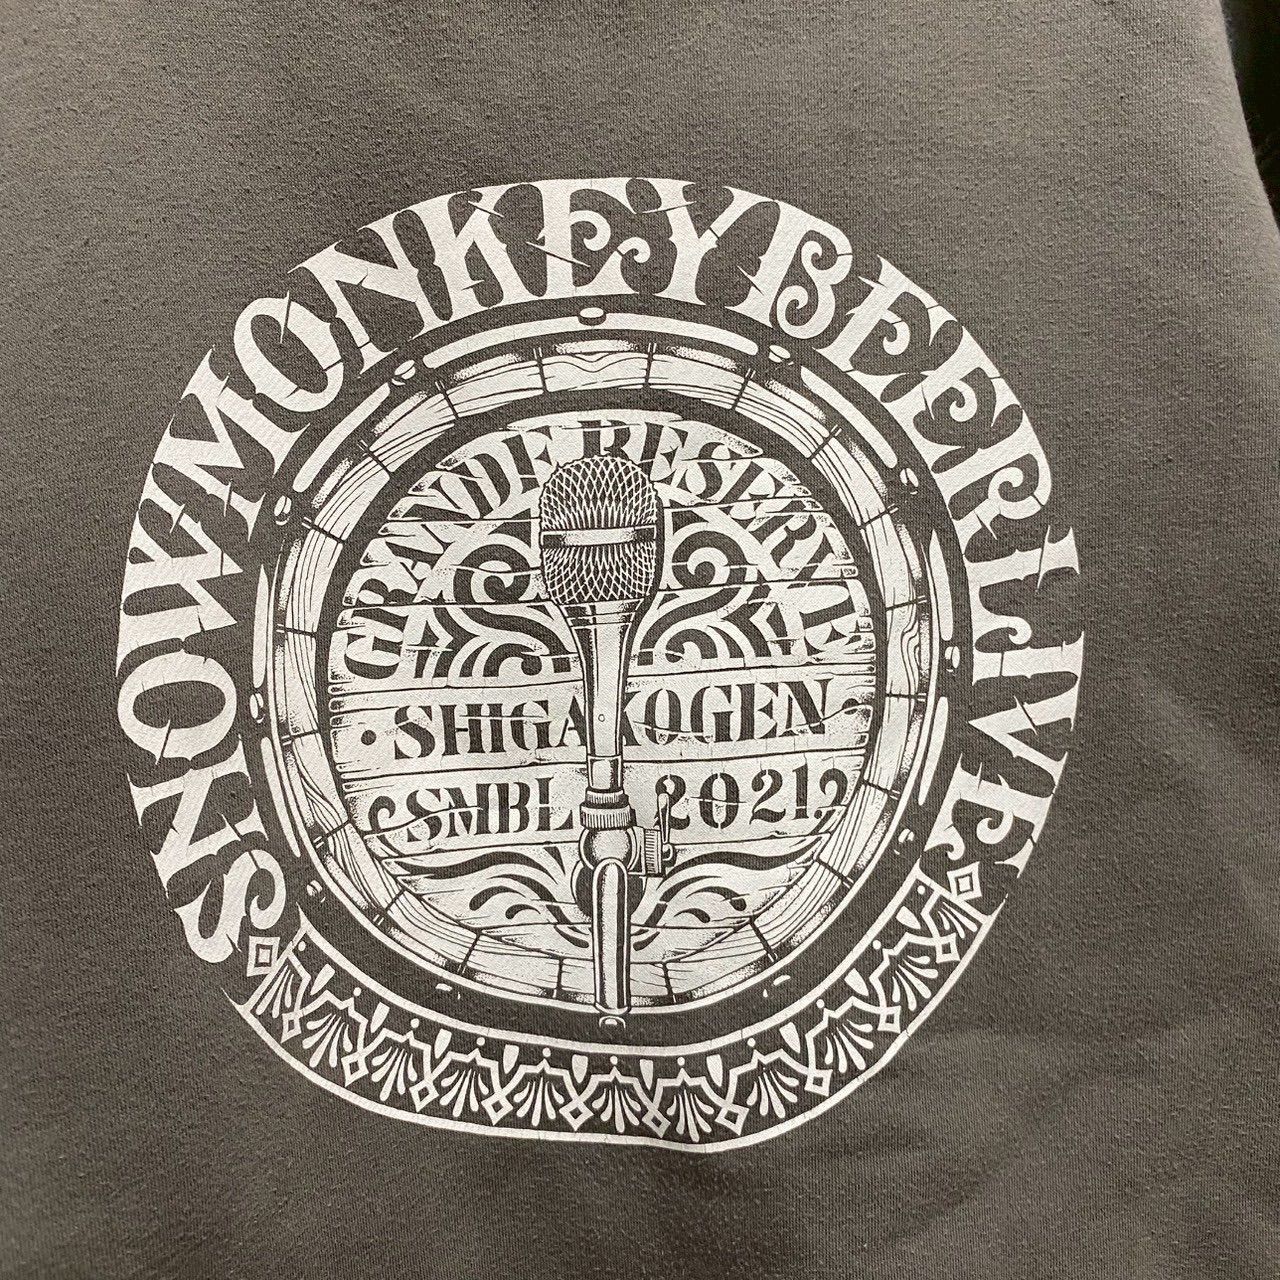 SNOWMONKEYBEERLIVE
GRANDE RESERVE
SHIGAKOGEN
SMBL 2021